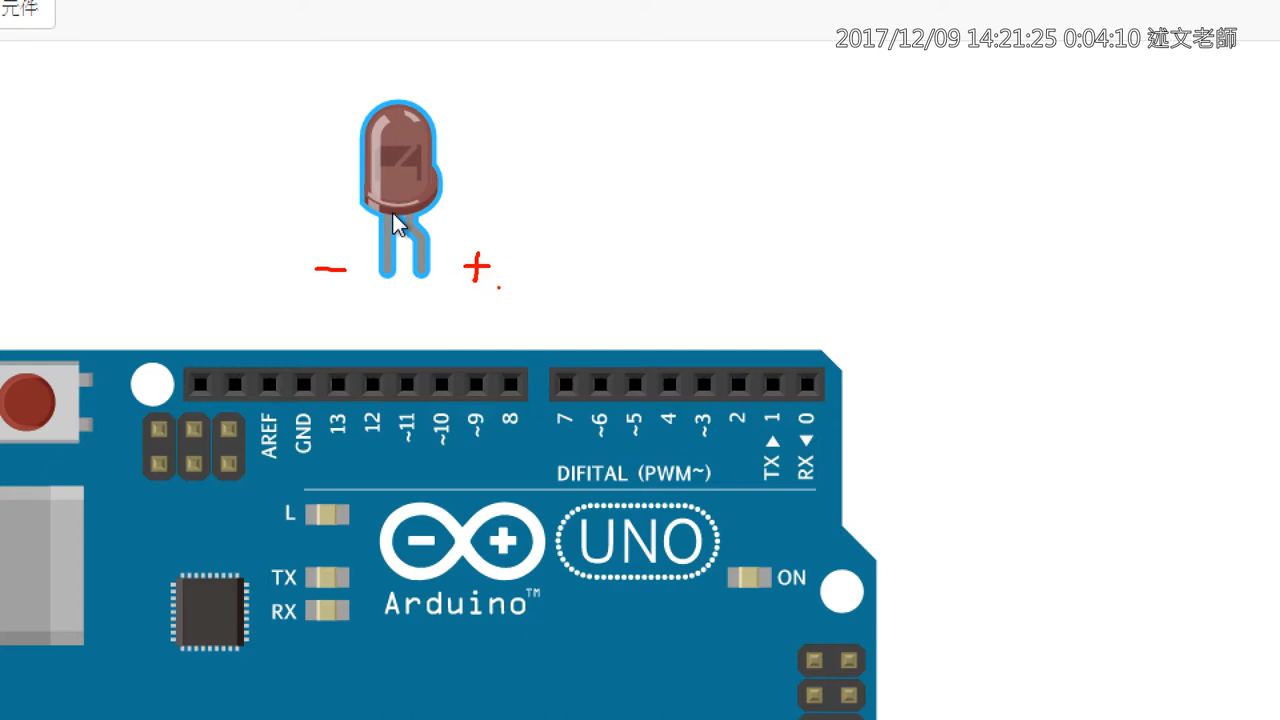 元件
2017/12/09 14:21:25 0:04:10 述文老師
− +
AREF GND 13 12 ~11 ~10 ~9 8 7 ~6 ~5 4 ~3 2 TX ▶ 1 RX ◀ 0
DIFITAL (PWM~)
L
UNO
TX
ON
Arduino™
RX